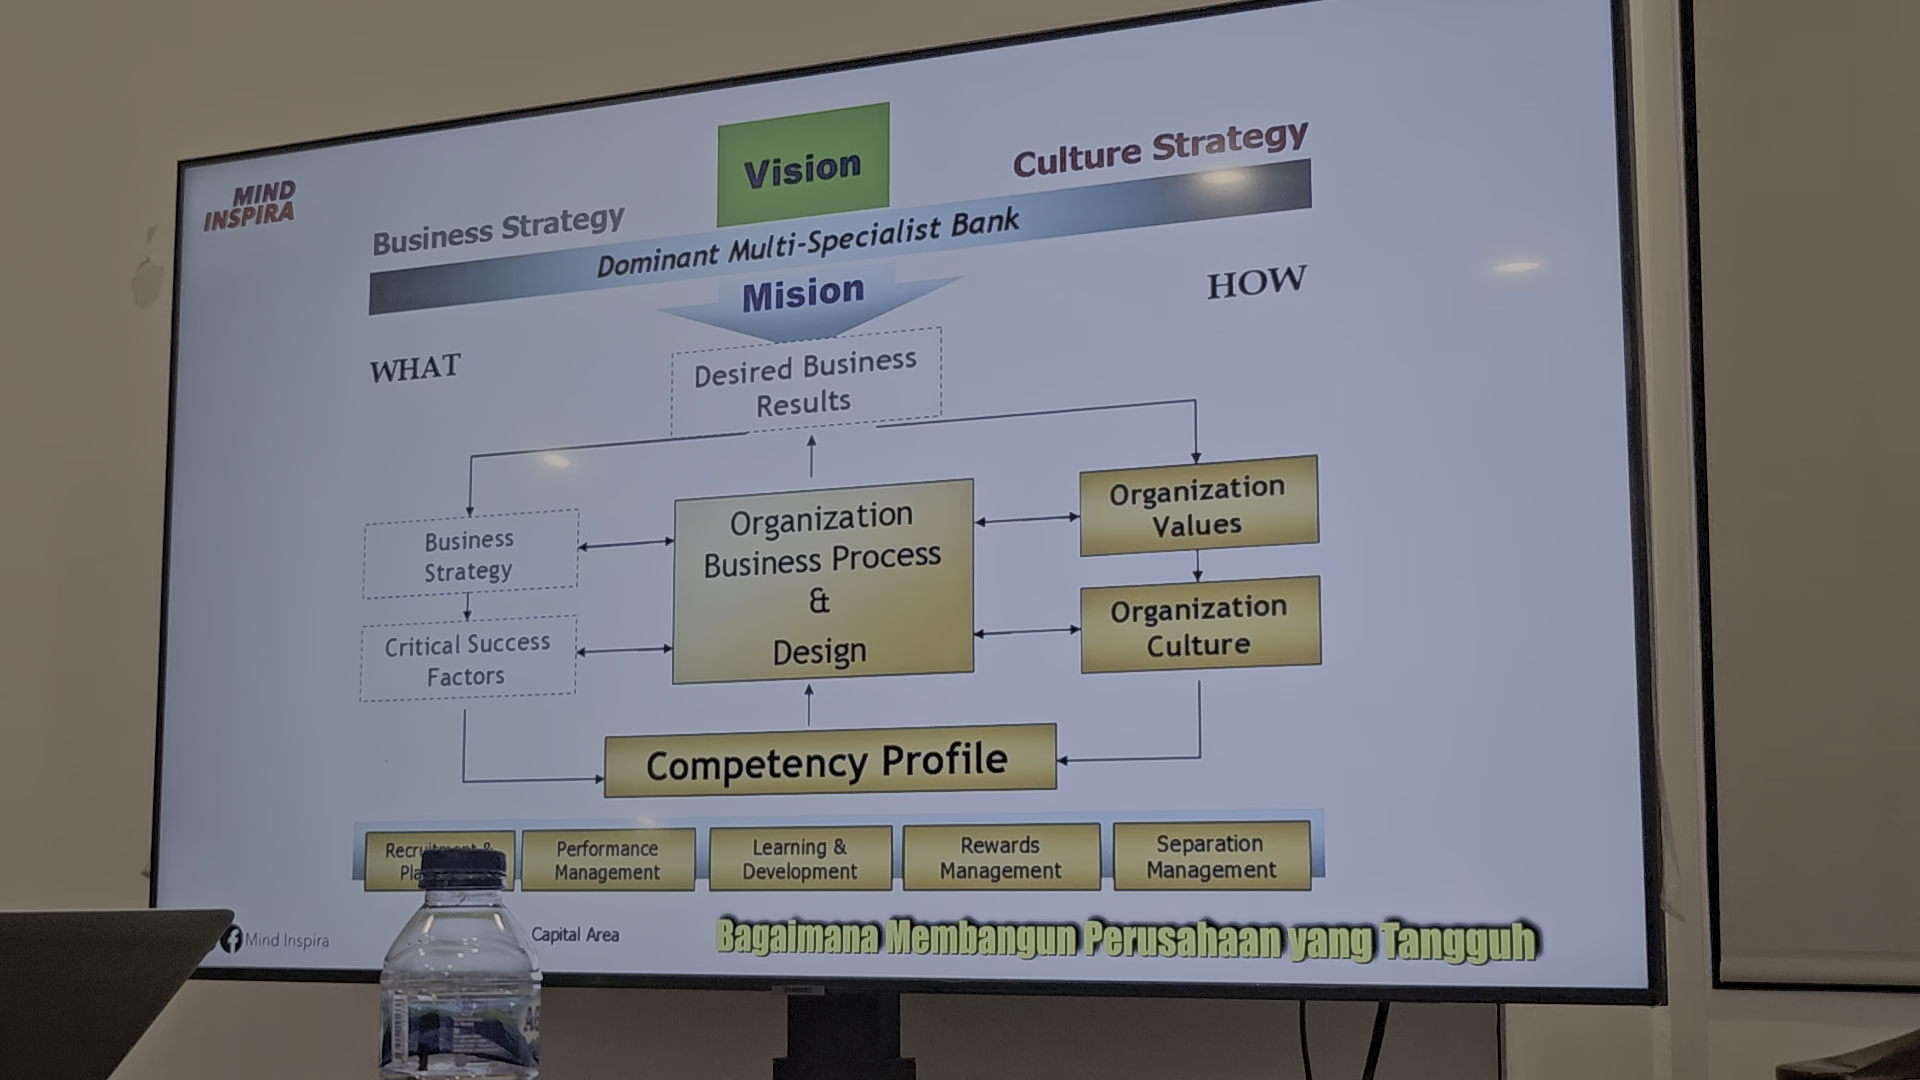 MIND
INSPIRA
Vision
Culture Strategy
Business Strategy
Dominant Multi-Specialist Bank
Mision
HOW
WHAT
Desired Business
Results
Organization
Business Process
&
Design
Organization
Values
Business
Strategy
Organization
Culture
Critical Success
Factors
Competency Profile
Performance
Management
Learning &
Development
Rewards
Management
Separation
Management
Mind Inspira
Capital Area
Bagaimana Membangun Perusahaan yang Tangguh